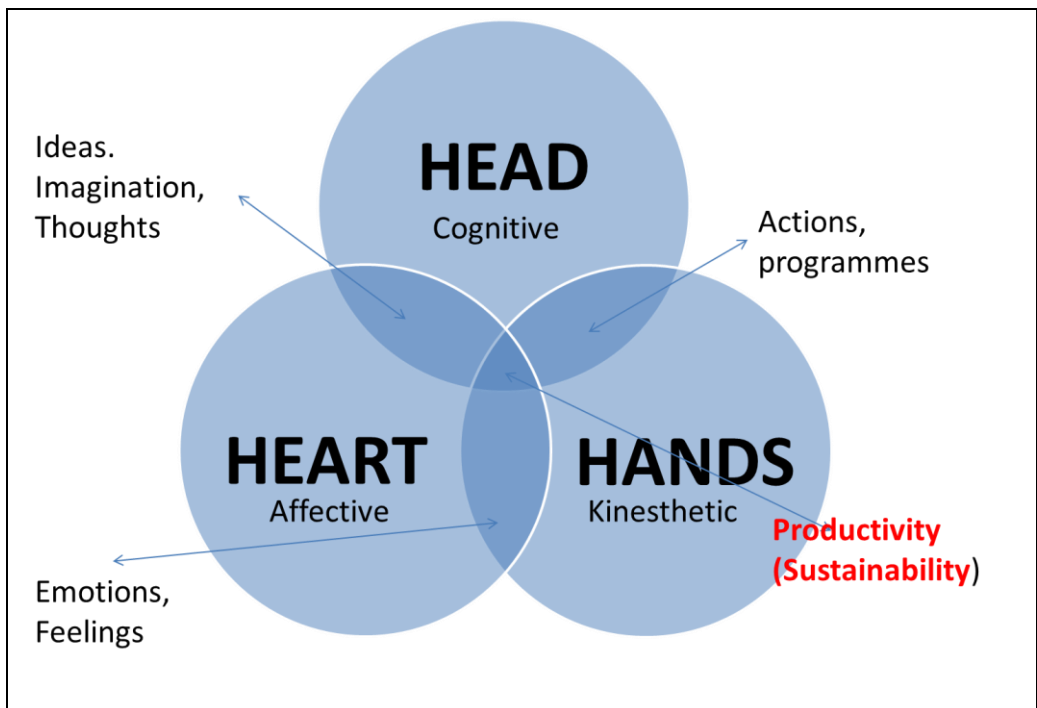 Ideas.
Imagination,
Thoughts
HEAD
Cognitive
Actions,
programmes
HEART
Affective
HANDS
Kinesthetic
Productivity
(Sustainability)
Emotions,
Feelings